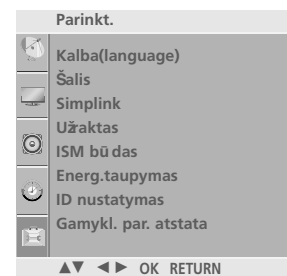 Parinkt.
Kalba(language)
Šalis
Simplink
Užraktas
ISM būdas
Energ.taupymas
ID nustatymas
Gamykl. par. atstata
▲▼ ◄ ► OK RETURN